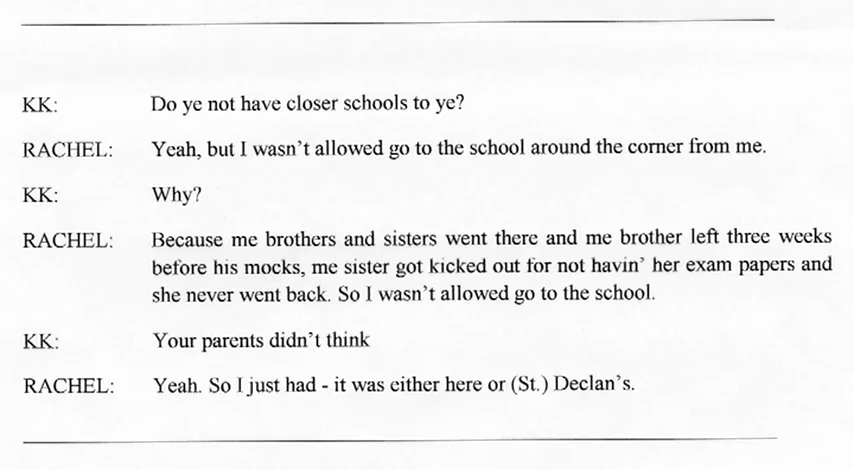 KK: Do ye not have closer schools to ye?
RACHEL: Yeah, but I wasn't allowed go to the school around the corner from me.
KK: Why?
RACHEL: Because me brothers and sisters went there and me brother left three weeks
before his mocks, me sister got kicked out for not havin' her exam papers and
she never went back. So I wasn't allowed go to the school.
KK: Your parents didn't think
RACHEL: Yeah. So I just had - it was either here or (St.) Declan's.